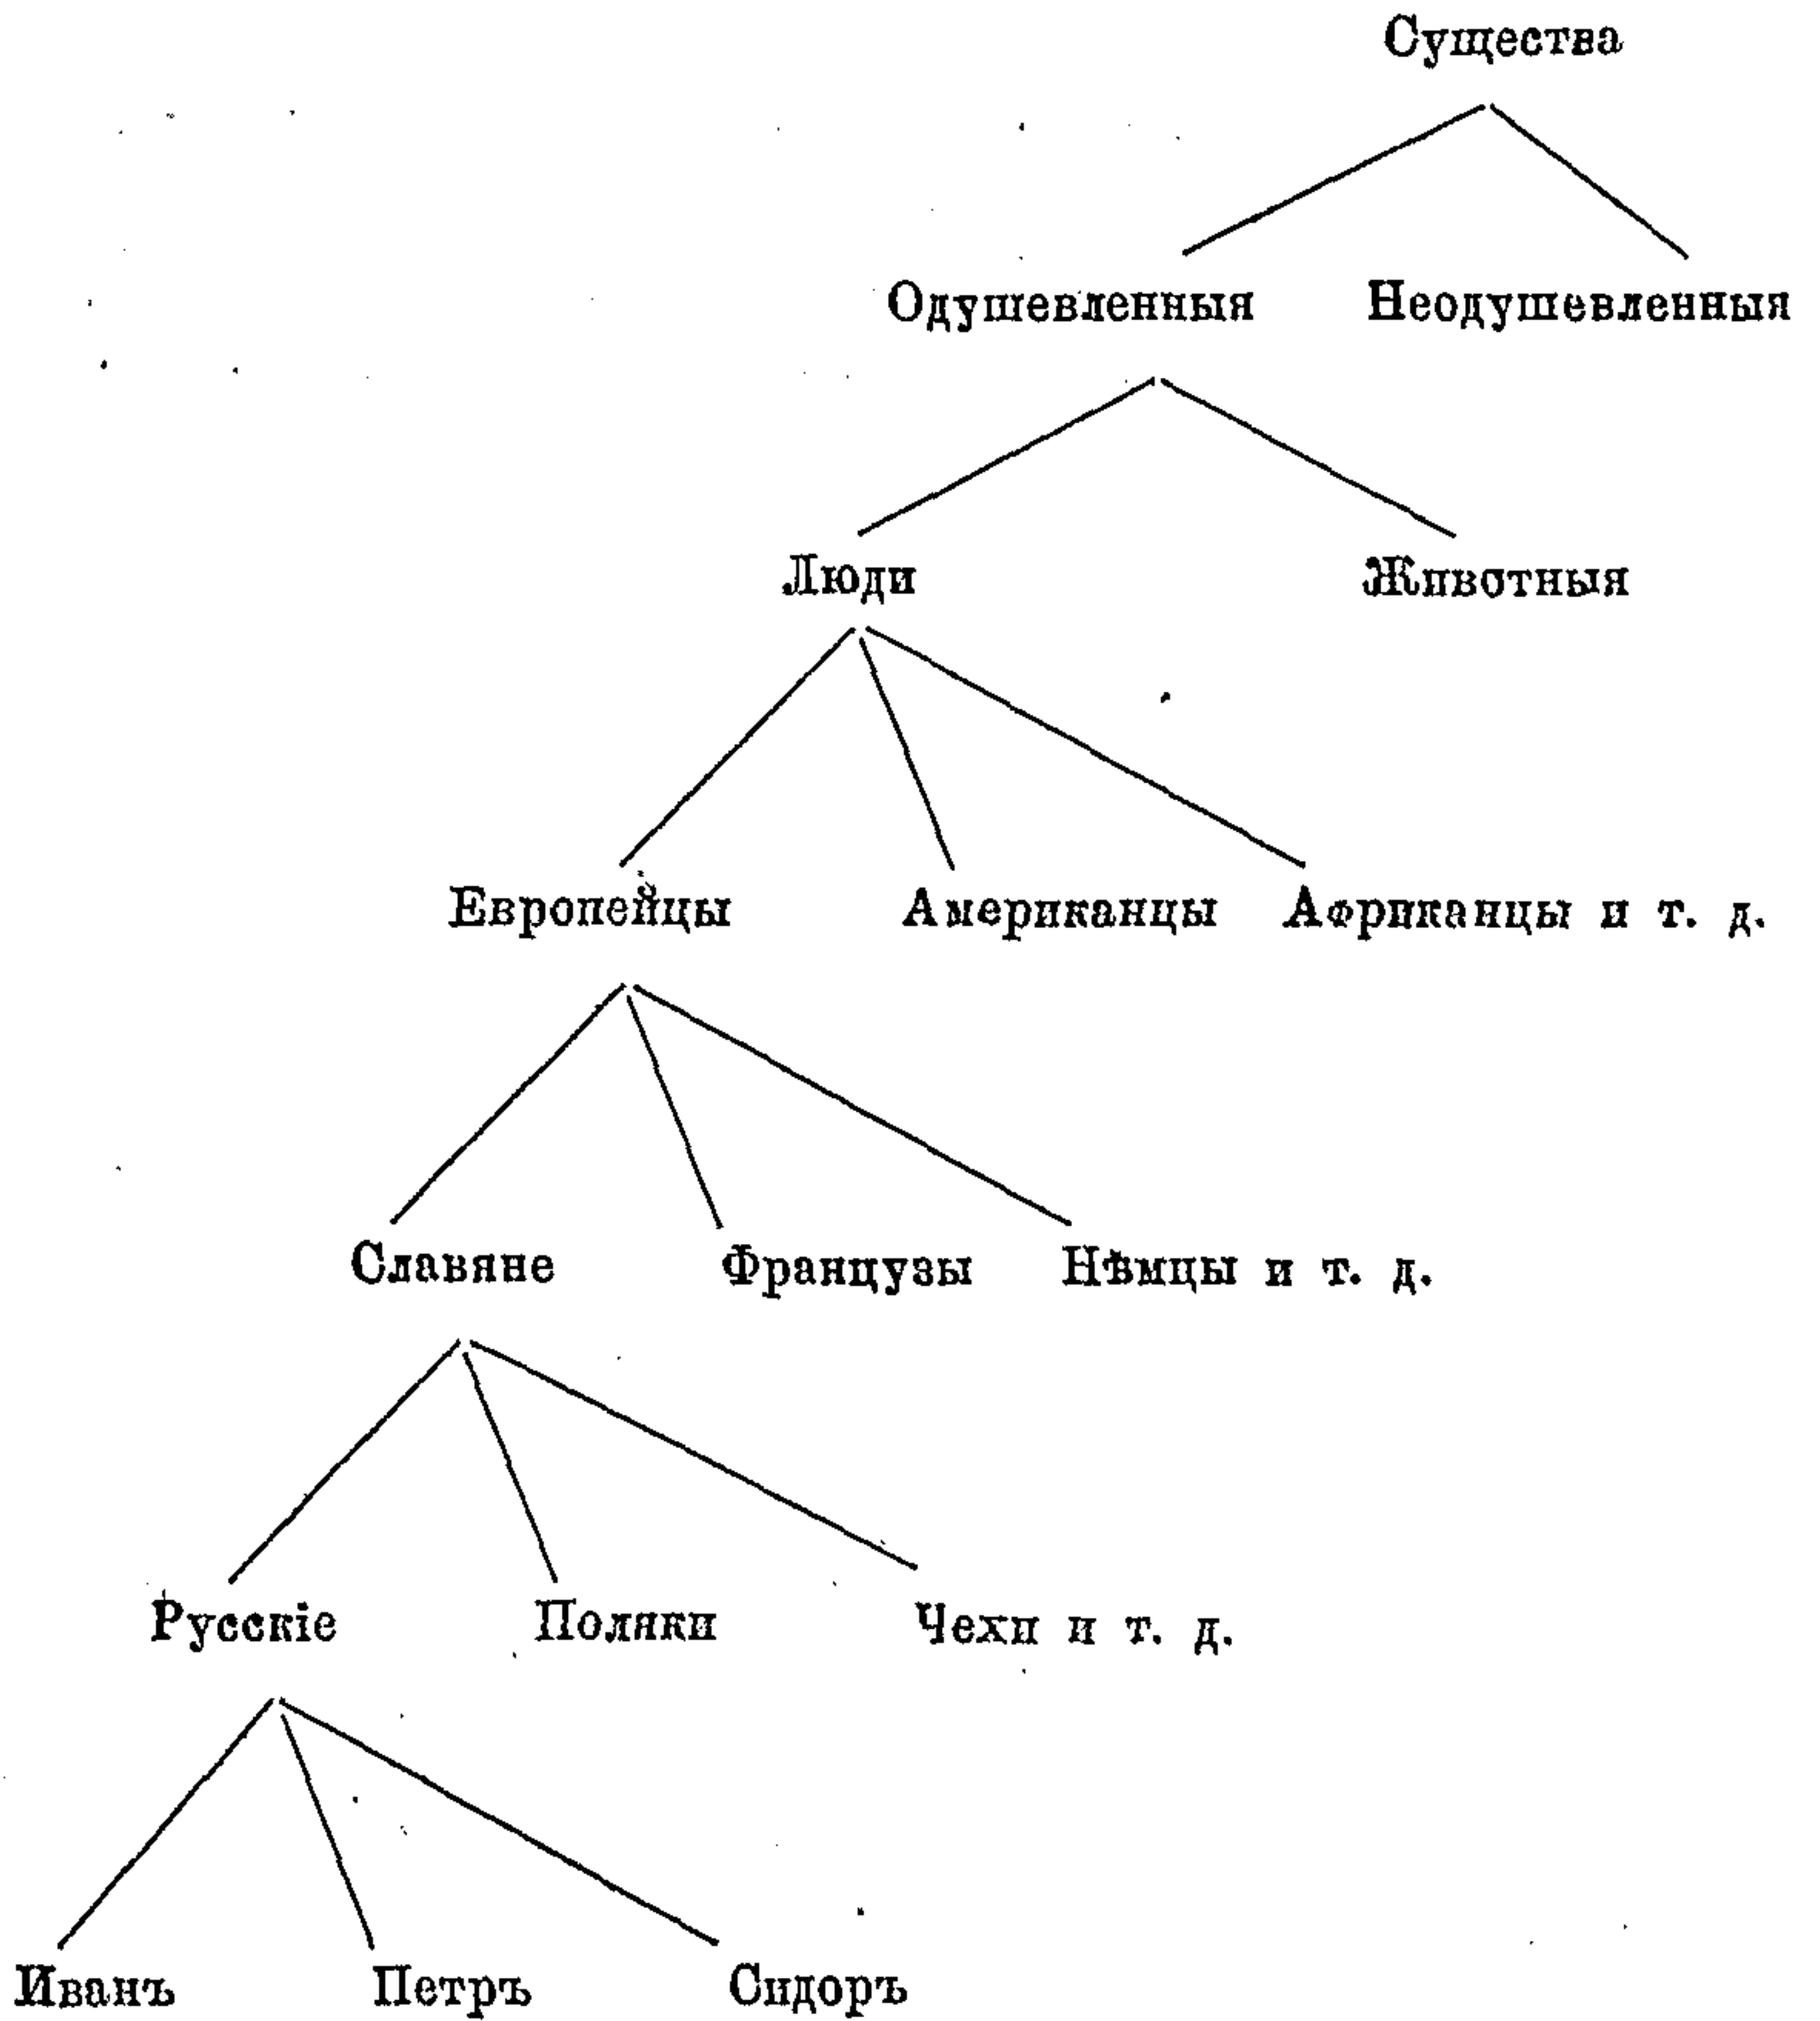 Существа
Одушевленныя Неодушевленныя
Люди Животныя
Европейцы Американцы Африканцы и т. д.
Славяне Французы Нѣмцы и т. д.
Русскіе Поляки Чехи и т. д.
Иванъ Петръ Сидоръ